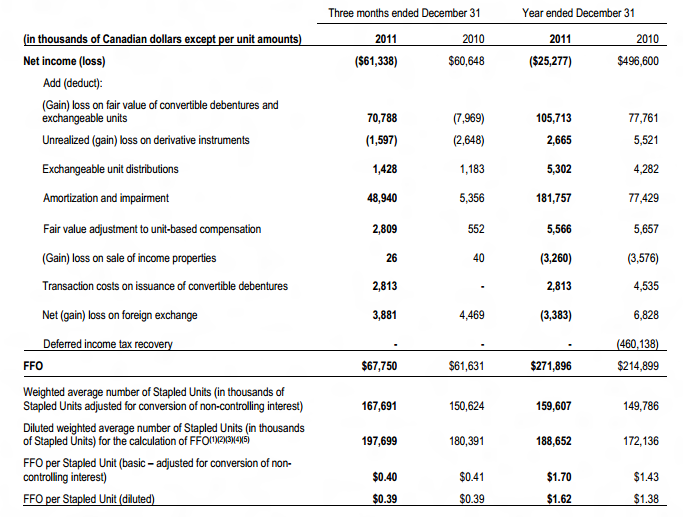 Three months ended December 31 Year ended December 31
(in thousands of Canadian dollars except per unit amounts) 2011 2010 2011 2010
Net income (loss) ($61,338) $60,648 ($25,277) $496,600
Add (deduct):
(Gain) loss on fair value of convertible debentures and
exchangeable units 70,788 (7,969) 105,713 77,761
Unrealized (gain) loss on derivative instruments (1,597) (2,648) 2,665 5,521
Exchangeable unit distributions 1,428 1,183 5,302 4,282
Amortization and impairment 48,940 5,356 181,757 77,429
Fair value adjustment to unit-based compensation 2,809 552 5,566 5,657
(Gain) loss on sale of income properties 26 40 (3,260) (3,576)
Transaction costs on issuance of convertible debentures 2,813 - 2,813 4,535
Net (gain) loss on foreign exchange 3,881 4,469 (3,383) 6,828
Deferred income tax recovery - - - (460,138)
FFO $67,750 $61,631 $271,896 $214,899
Weighted average number of Stapled Units (in thousands of
Stapled Units adjusted for conversion of non-controlling interest) 167,691 150,624 159,607 149,786
Diluted weighted average number of Stapled Units (in thousands
of Stapled Units) for the calculation of FFO(1)(2)(3)(4)(5) 197,699 180,391 188,652 172,136
FFO per Stapled Unit (basic – adjusted for conversion of non-
controlling interest) $0.40 $0.41 $1.70 $1.43
FFO per Stapled Unit (diluted) $0.39 $0.39 $1.62 $1.38